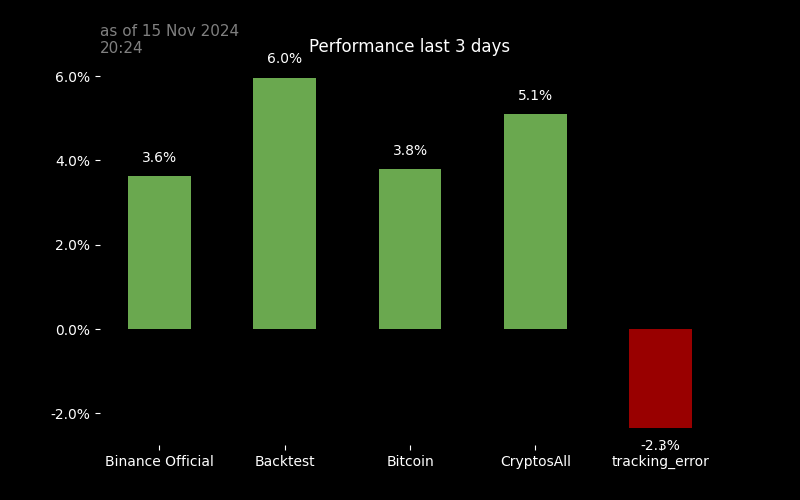 as of 15 Nov 2024
20:24
Performance last 3 days
6.0%
4.0%
2.0%
0.0%
-2.0%
3.6%
6.0%
3.8%
5.1%
-2.3%
Binance Official
Backtest
Bitcoin
CryptosAll
tracking_error